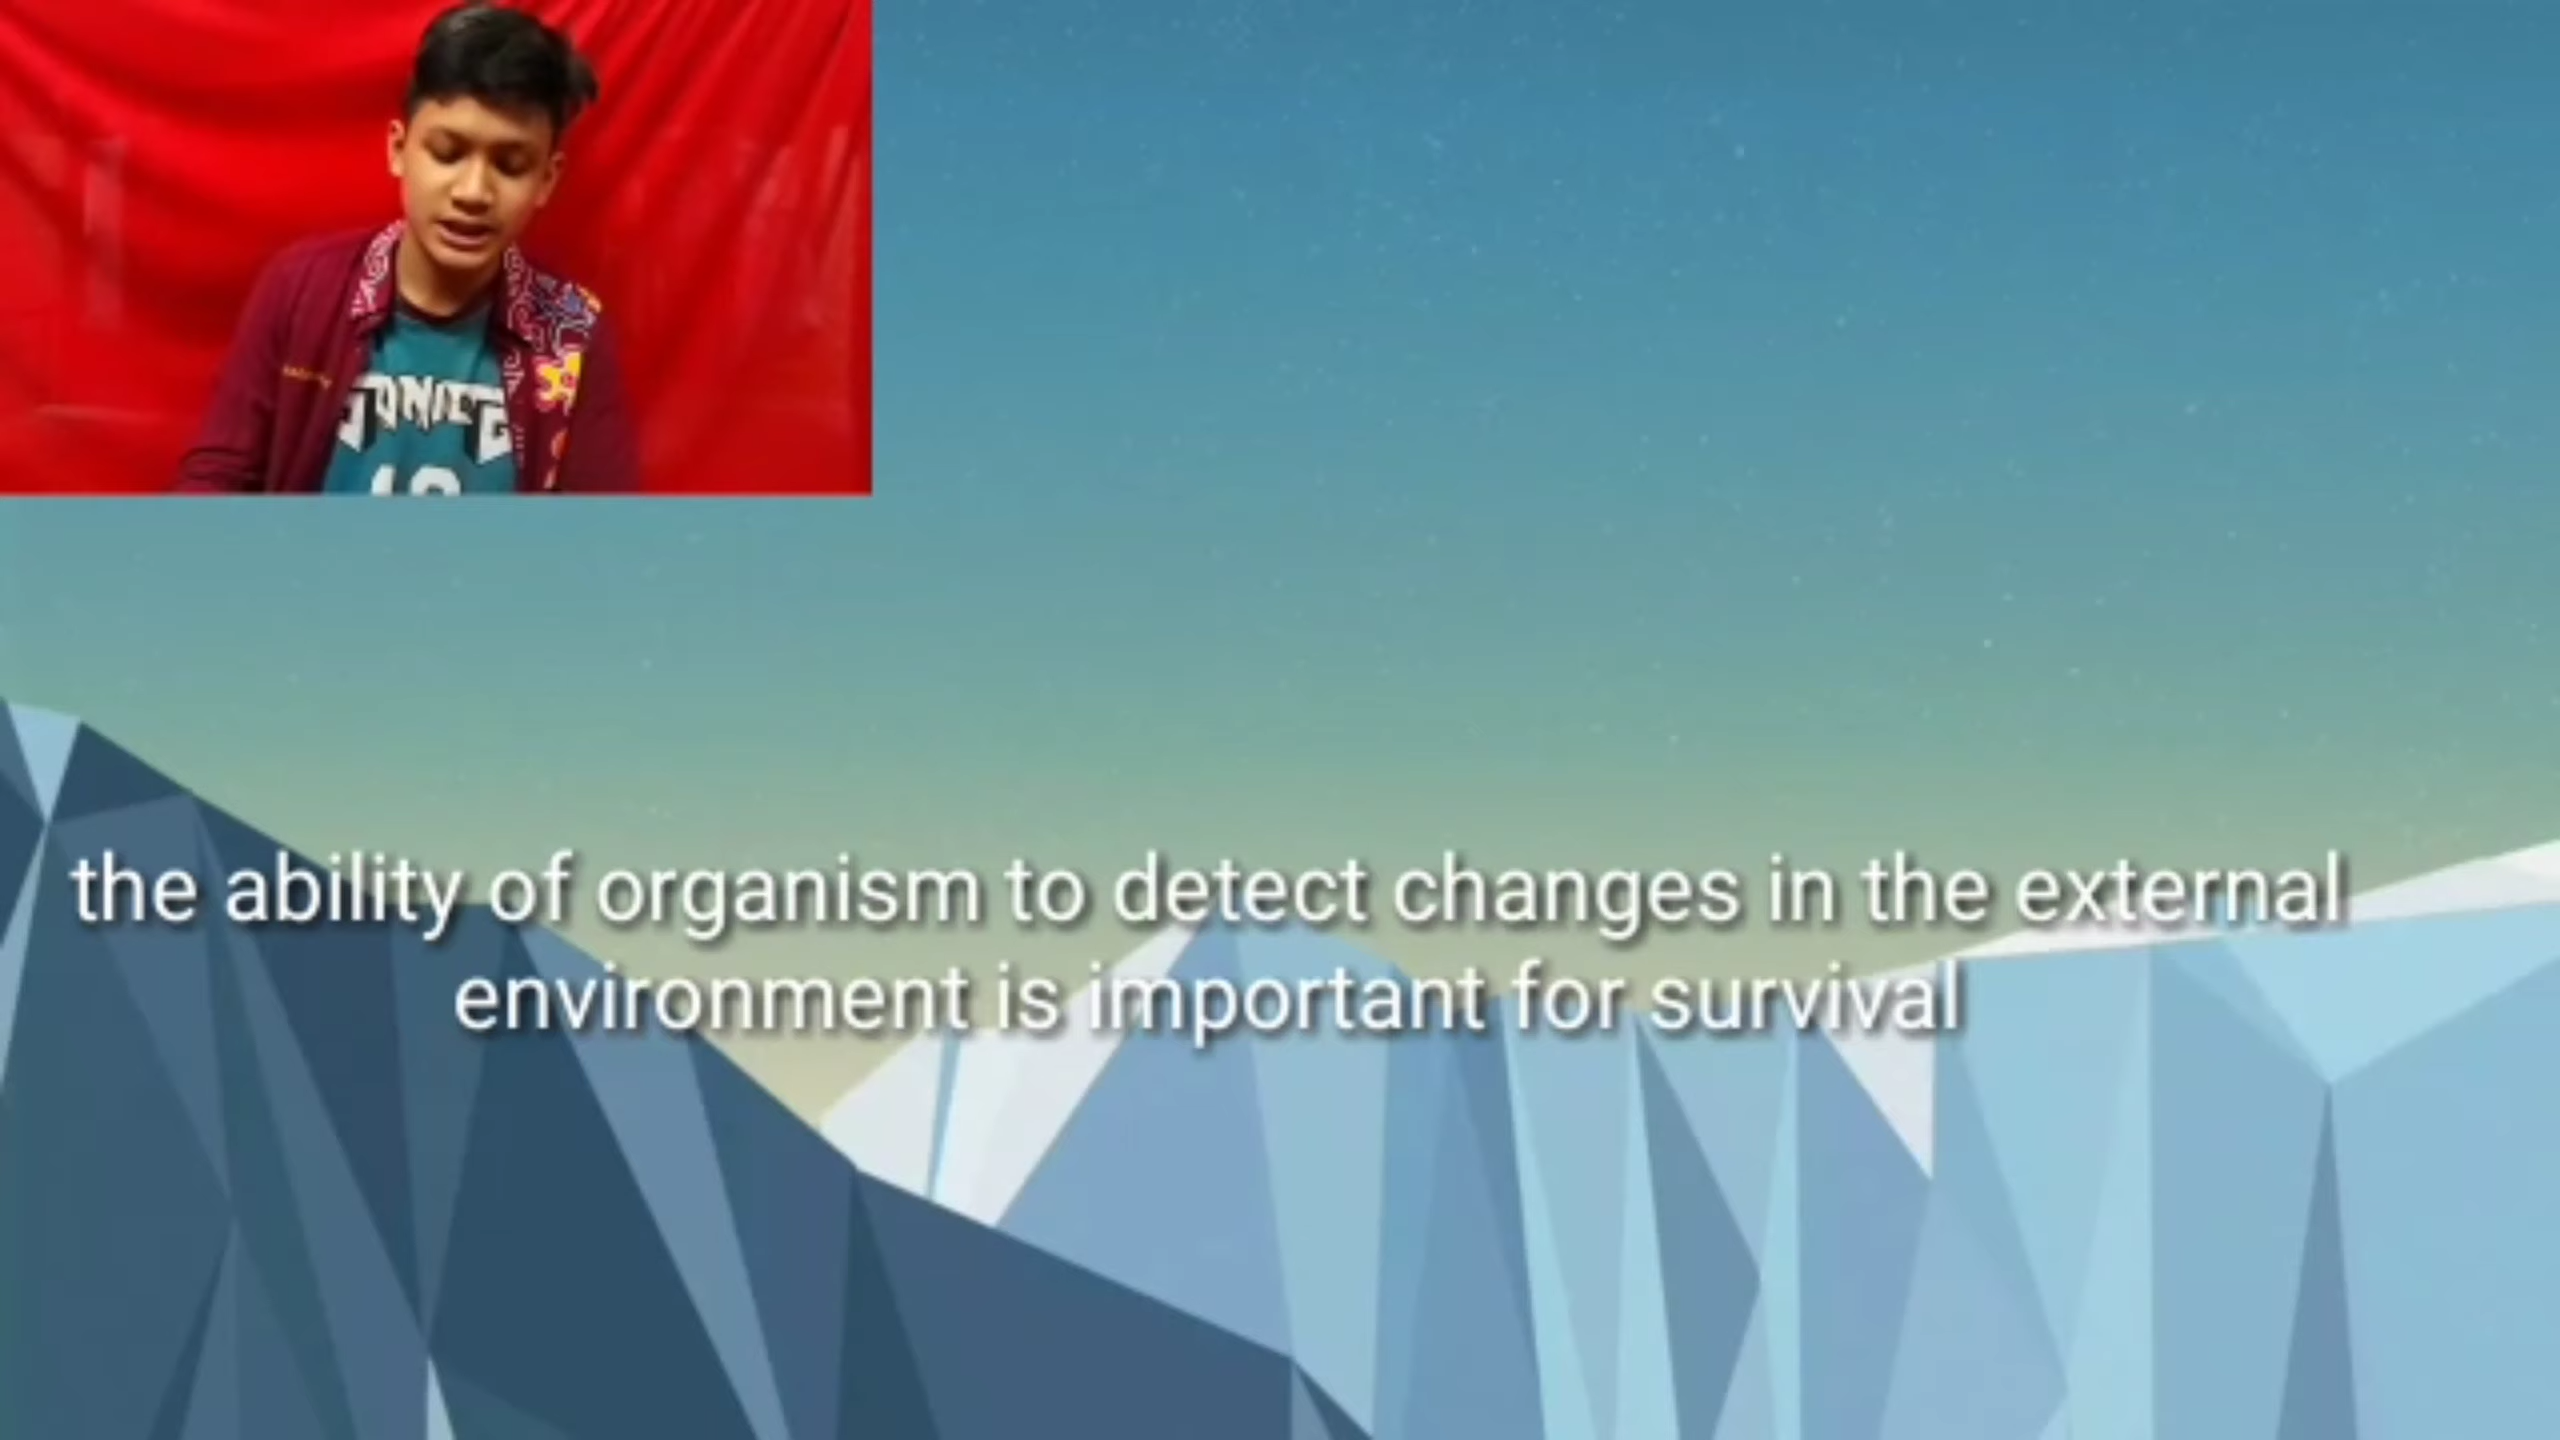 the ability of organism to detect changes in the external
environment is important for survival